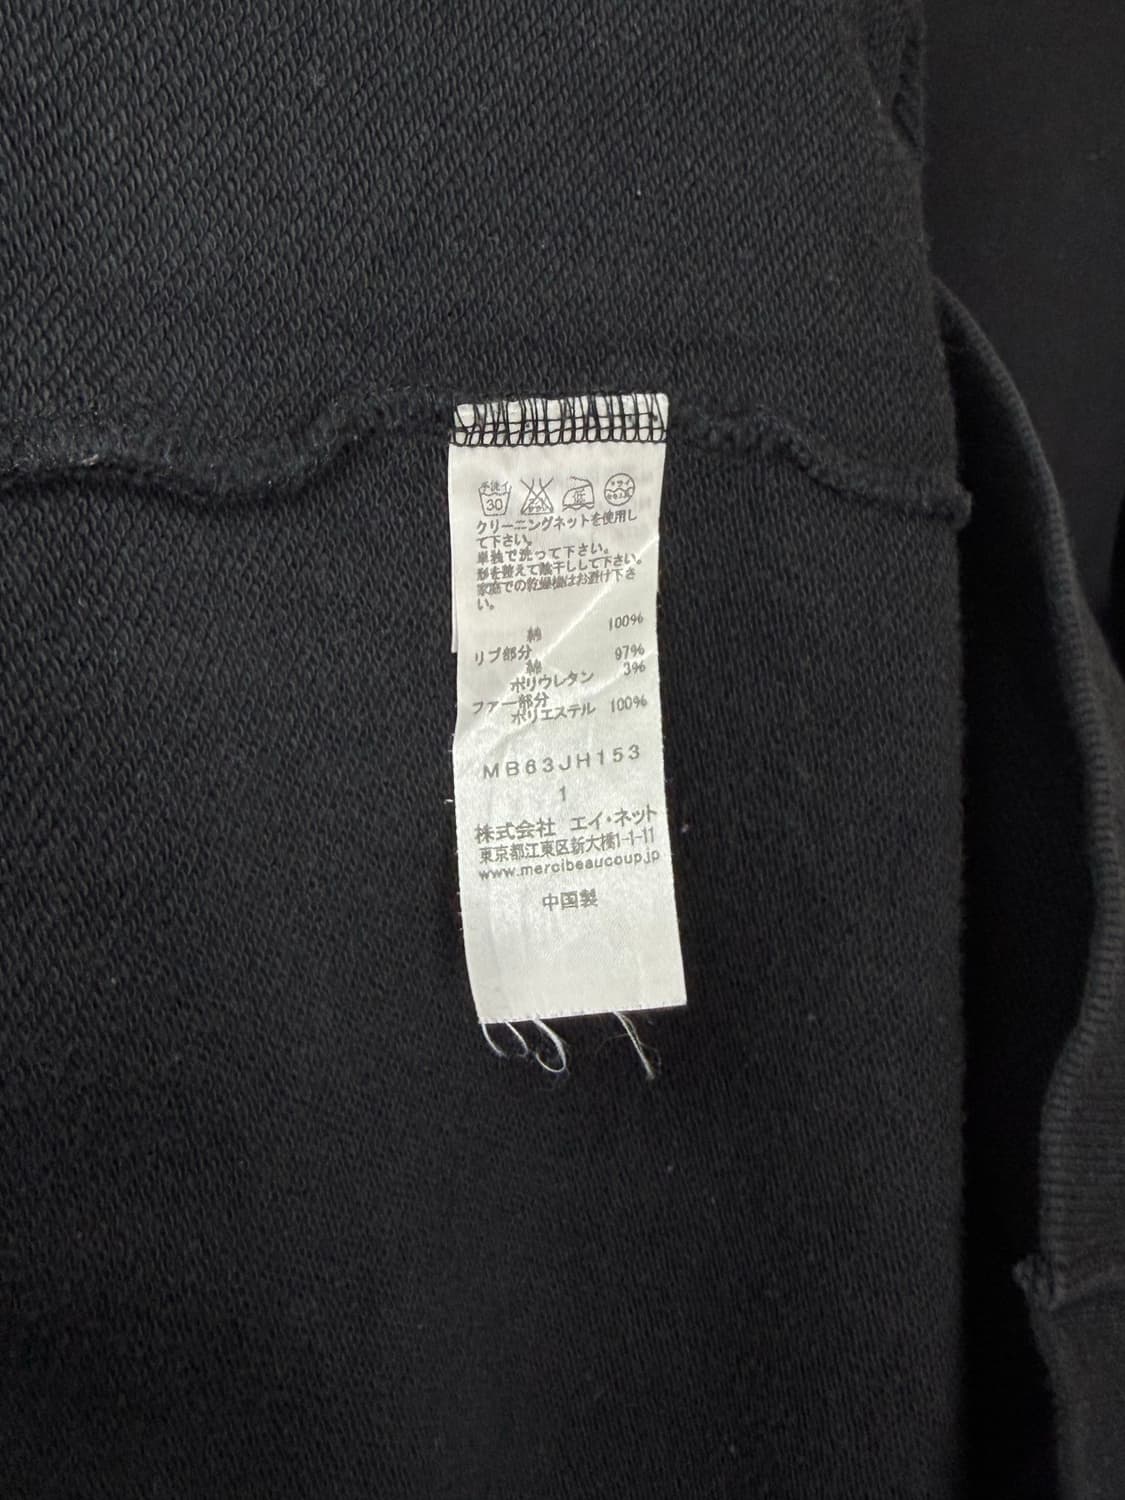 手洗イ
30
低
クリーニングネットを使用し
て下さい。
単独で洗って下さい。
形を整えて陰干しして下さい。
家庭での乾燥機はお避け下さ
い。
綿 100%
リブ部分
綿 97%
ポリウレタン 3%
ファー部分
ポリエステル 100%
MB63JH153
1
株式会社 エイ・ネット
東京都江東区新大橋1-1-11
www.mercibeaucoup.jp
中国製